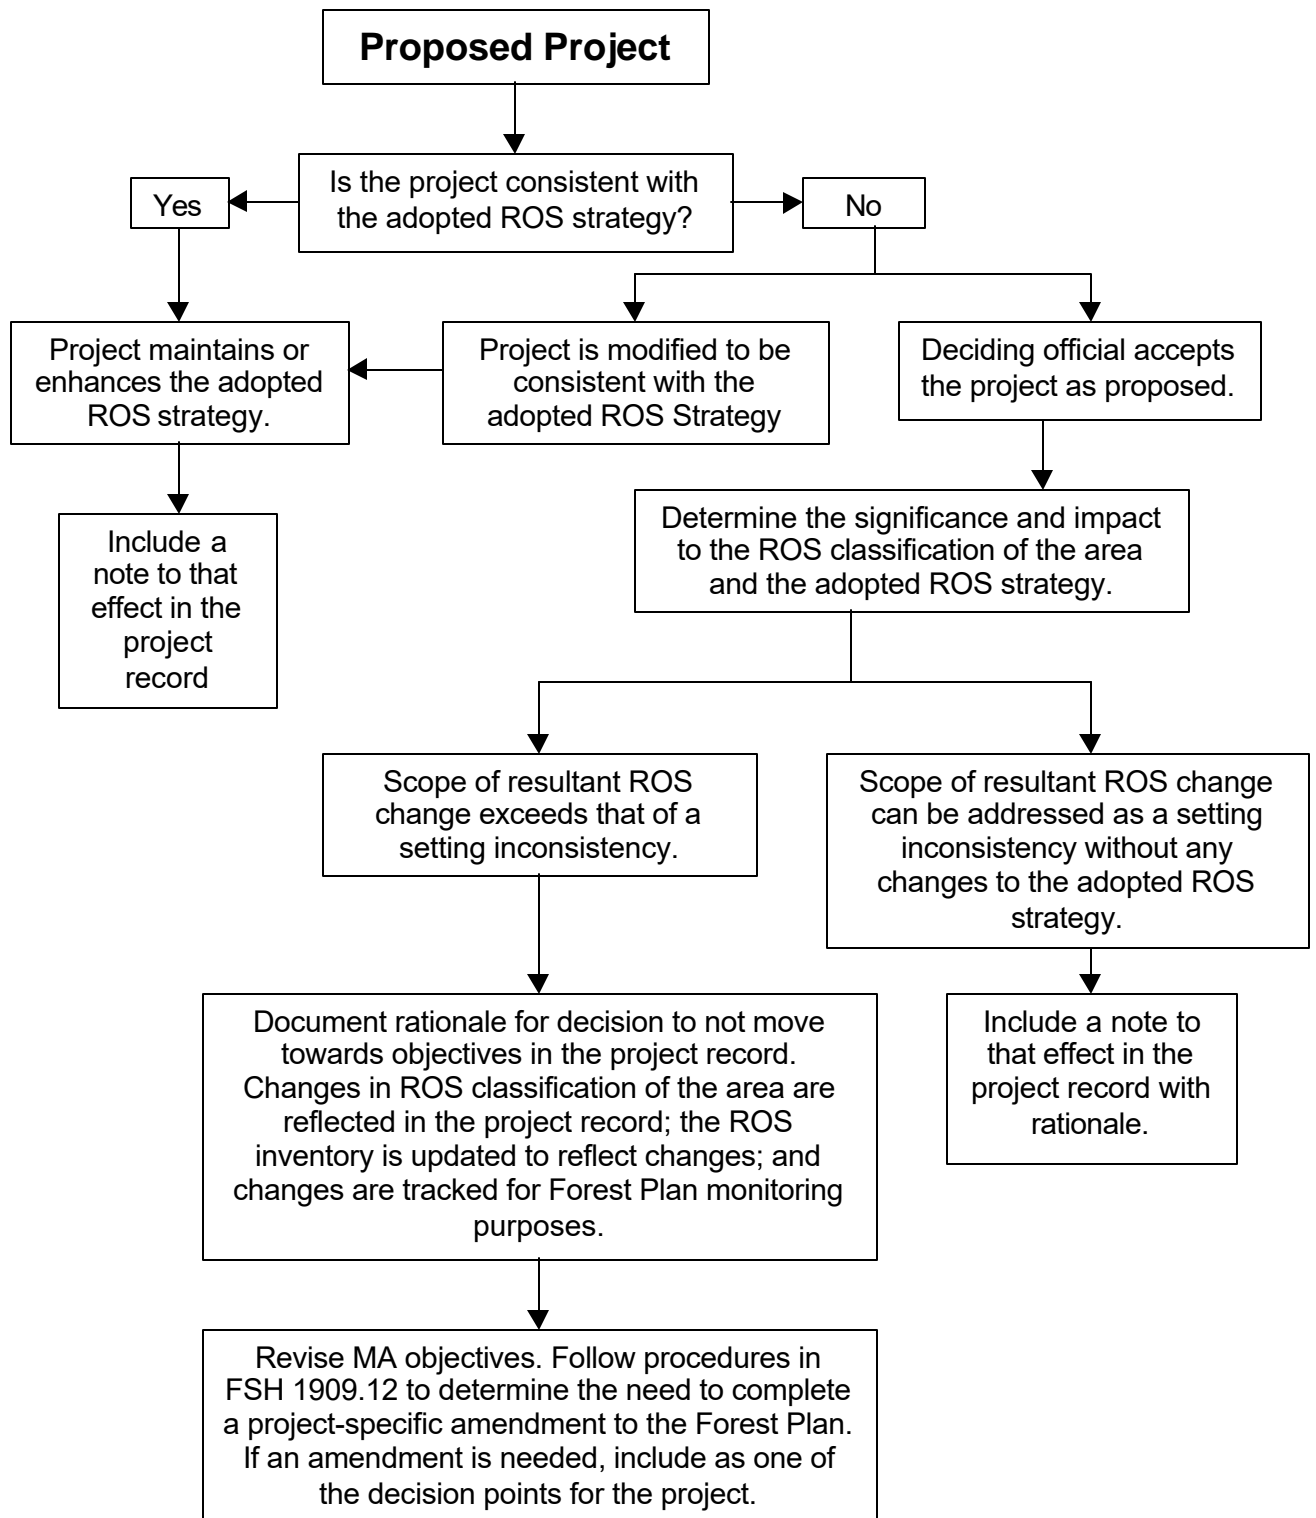 Proposed Project
Is the project consistent with
the adopted ROS strategy?
Yes
No
Project maintains or
enhances the adopted
ROS strategy.
Project is modified to be
consistent with the
adopted ROS Strategy
Deciding official accepts
the project as proposed.
Include a
note to that
effect in the
project
record
Determine the significance and impact
to the ROS classification of the area
and the adopted ROS strategy.
Scope of resultant ROS
change exceeds that of a
setting inconsistency.
Scope of resultant ROS change
can be addressed as a setting
inconsistency without any
changes to the adopted ROS
strategy.
Document rationale for decision to not move
towards objectives in the project record.
Changes in ROS classification of the area are
reflected in the project record; the ROS
inventory is updated to reflect changes; and
changes are tracked for Forest Plan monitoring
purposes.
Include a note to
that effect in the
project record with
rationale.
Revise MA objectives. Follow procedures in
FSH 1909.12 to determine the need to complete
a project-specific amendment to the Forest Plan.
If an amendment is needed, include as one of
the decision points for the project.